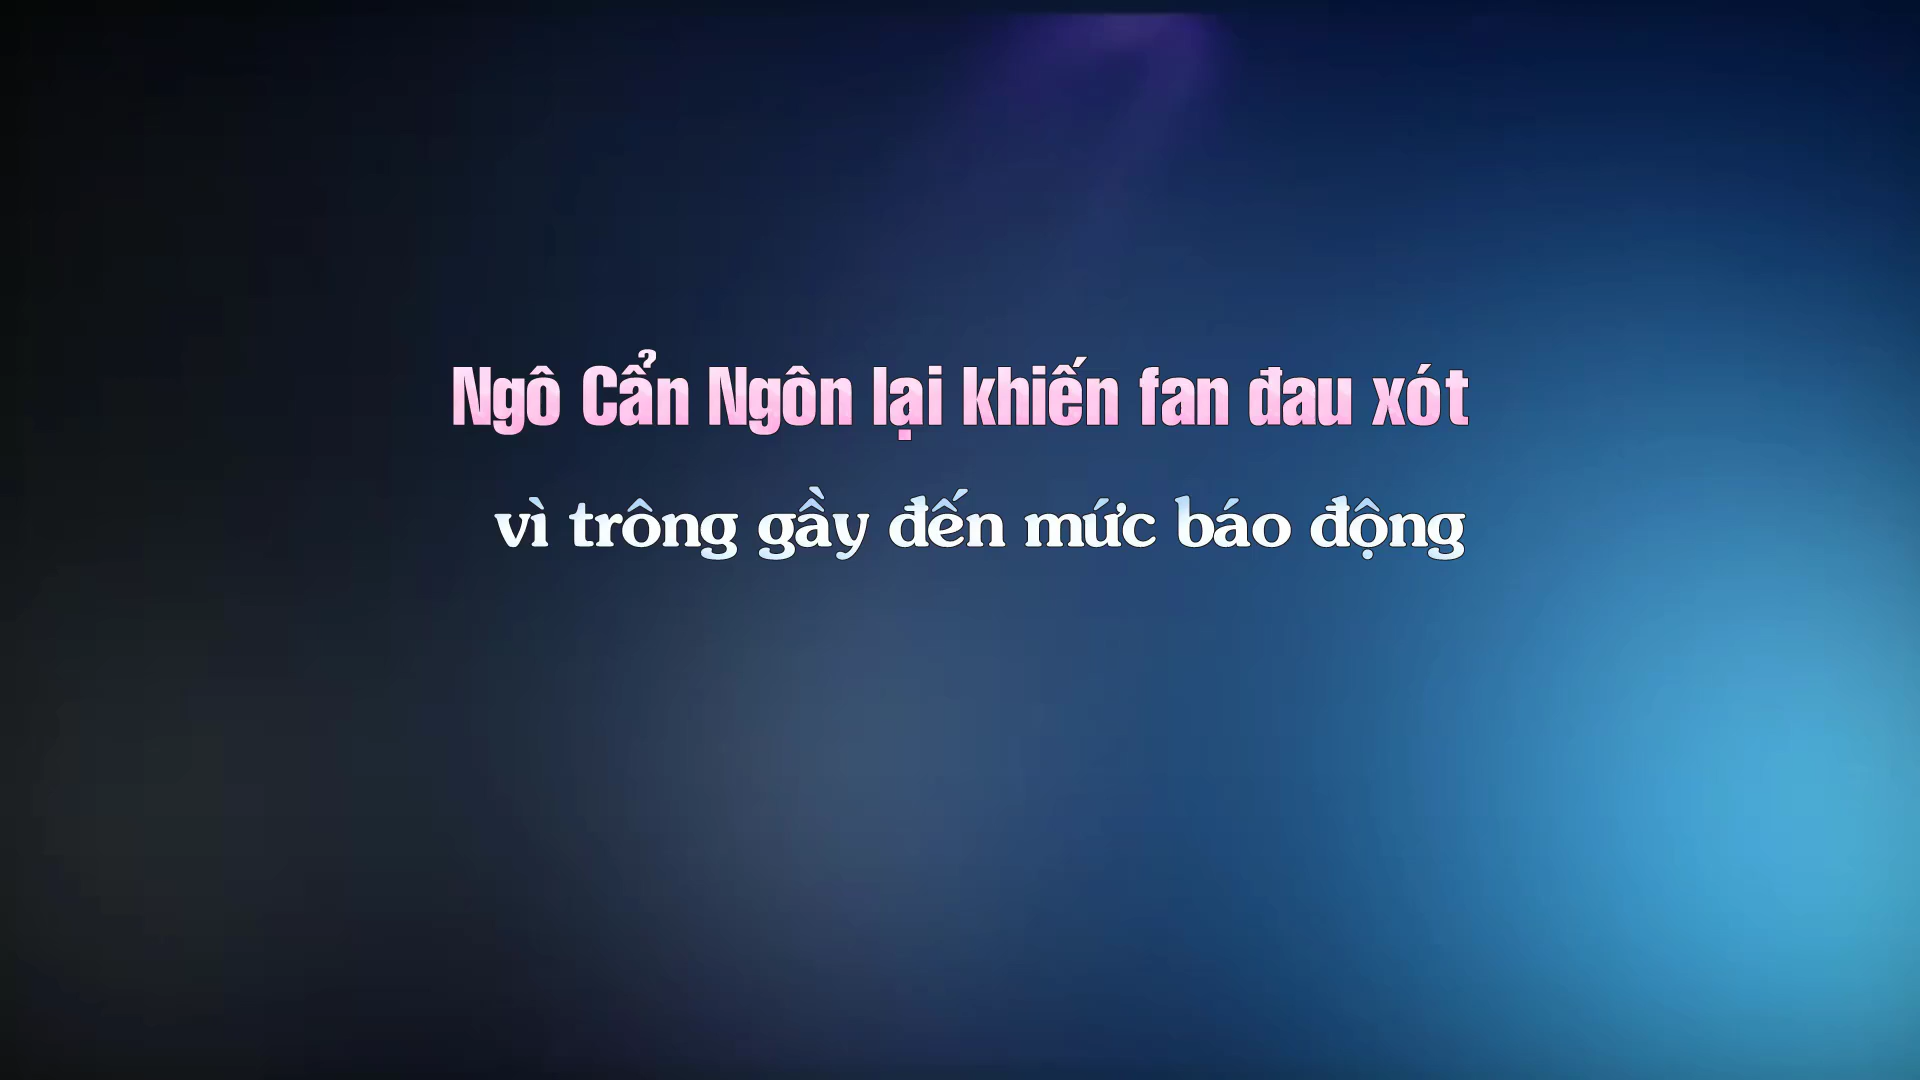 Ngô Cẩn Ngôn lại khiến fan đau xót
vì trông gầy đến mức báo động